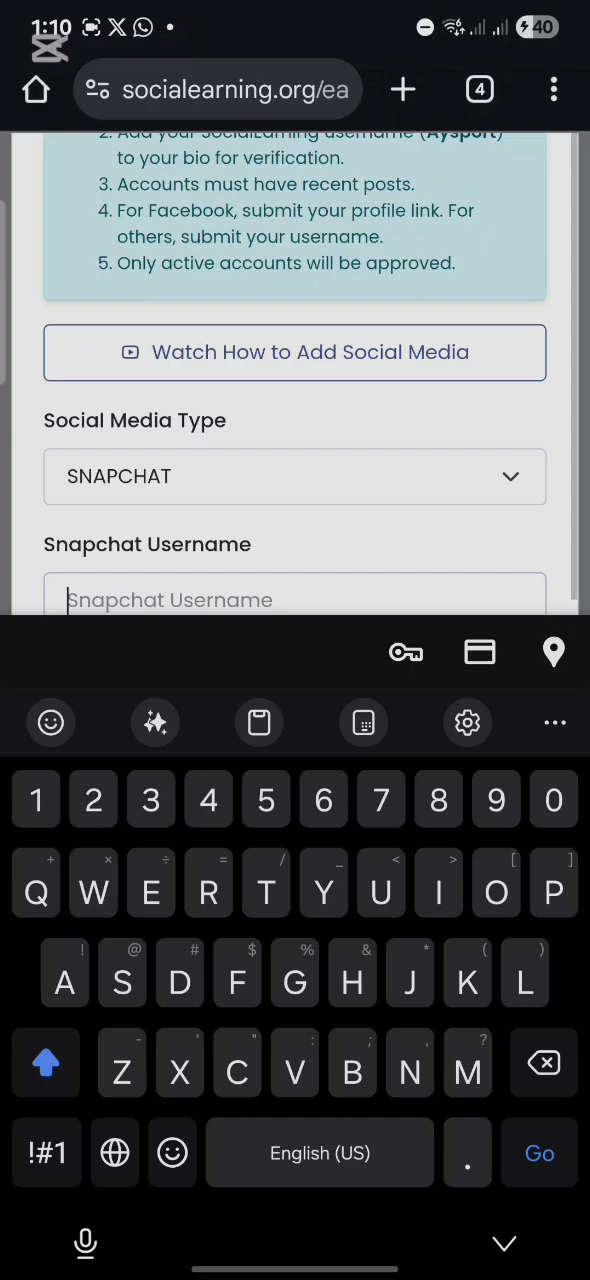 1:10
6
40
socialearning.org/ea
4
2. Add your SocialEarning username (Aysport)
to your bio for verification.
3. Accounts must have recent posts.
4. For Facebook, submit your profile link. For
others, submit your username.
5. Only active accounts will be approved.
Watch How to Add Social Media
Social Media Type
SNAPCHAT
Snapchat Username
Snapchat Username
1 2 3 4 5 6 7 8 9 0
+ × ÷ = / _ < > [ ]
Q W E R T Y U I O P
! @ # $ % & * ( )
A S D F G H J K L
- ' " : ; , ?
Z X C V B N M
!#1 English (US) . Go